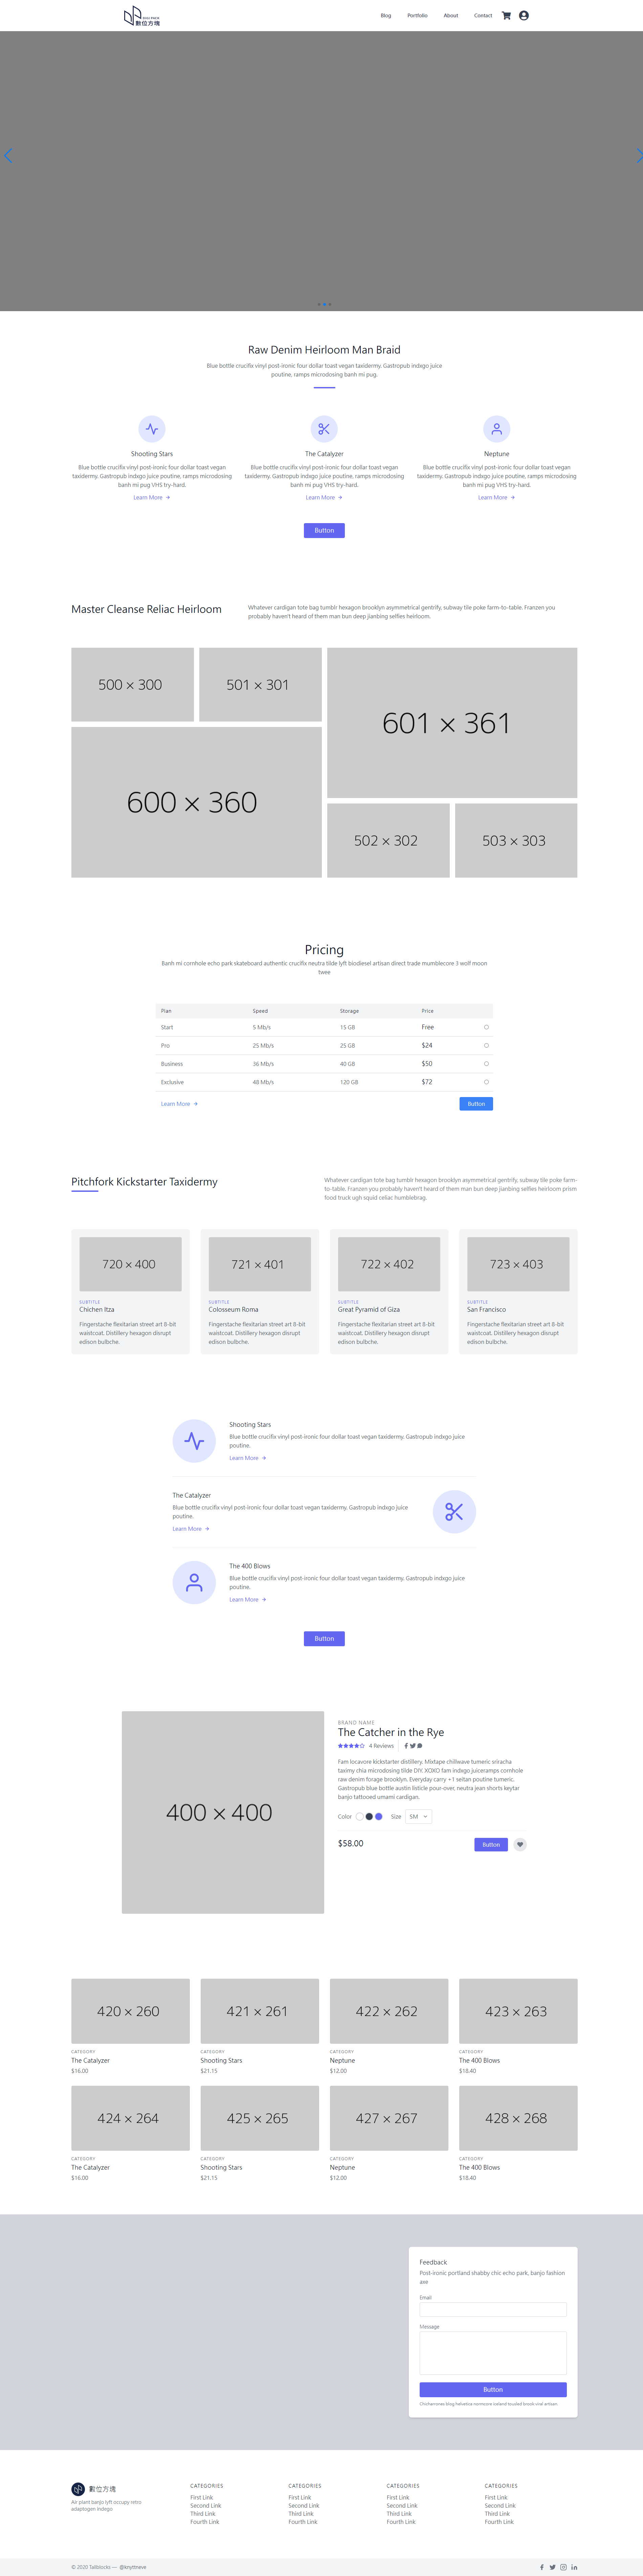 數位方塊
Blog
Portfolio
About
Contact
Raw Denim Heirloom Man Braid
Blue bottle crucifix vinyl post-ironic four dollar toast vegan taxidermy. Gastropub indxgo juice
poutine, ramps microdosing banh mi pug.
Shooting Stars
Blue bottle crucifix vinyl post-ironic four dollar toast vegan
taxidermy. Gastropub indxgo juice poutine, ramps microdosing
banh mi pug VHS try-hard.
Learn More
The Catalyzer
Blue bottle crucifix vinyl post-ironic four dollar toast vegan
taxidermy. Gastropub indxgo juice poutine, ramps microdosing
banh mi pug VHS try-hard.
Learn More
Neptune
Blue bottle crucifix vinyl post-ironic four dollar toast vegan
taxidermy. Gastropub indxgo juice poutine, ramps microdosing
banh mi pug VHS try-hard.
Learn More
Button
Master Cleanse Reliac Heirloom
Whatever cardigan tote bag tumblr hexagon brooklyn asymmetrical gentrify, subway tile poke farm-to-table. Franzen you
probably haven't heard of them man bun deep jianbing selfies heirloom.
500 × 300
501 × 301
601 × 361
600 × 360
502 × 302
503 × 303
Pricing
Banh mi cornhole echo park skateboard authentic crucifix neutra tilde lyft biodiesel artisan direct trade mumblecore 3 wolf moon
twee
Plan Speed Storage Price
Start 5 Mb/s 15 GB Free
Pro 25 Mb/s 25 GB $24
Business 36 Mb/s 40 GB $50
Exclusive 48 Mb/s 120 GB $72
Learn More
Button
Pitchfork Kickstarter Taxidermy
Whatever cardigan tote bag tumblr hexagon brooklyn asymmetrical gentrify, subway tile poke farm-
to-table. Franzen you probably haven't heard of them man bun deep jianbing selfies heirloom prism
food truck ugh squid celiac humblebrag.
720 × 400
SUBTITLE
Chichen Itza
Fingerstache flexitarian street art 8-bit
waistcoat. Distillery hexagon disrupt
edison bulbche.
721 × 401
SUBTITLE
Colosseum Roma
Fingerstache flexitarian street art 8-bit
waistcoat. Distillery hexagon disrupt
edison bulbche.
722 × 402
SUBTITLE
Great Pyramid of Giza
Fingerstache flexitarian street art 8-bit
waistcoat. Distillery hexagon disrupt
edison bulbche.
723 × 403
SUBTITLE
San Francisco
Fingerstache flexitarian street art 8-bit
waistcoat. Distillery hexagon disrupt
edison bulbche.
Shooting Stars
Blue bottle crucifix vinyl post-ironic four dollar toast vegan taxidermy. Gastropub indxgo juice
poutine.
Learn More
The Catalyzer
Blue bottle crucifix vinyl post-ironic four dollar toast vegan taxidermy. Gastropub indxgo juice
poutine.
Learn More
The 400 Blows
Blue bottle crucifix vinyl post-ironic four dollar toast vegan taxidermy. Gastropub indxgo juice
poutine.
Learn More
Button
400 × 400
BRAND NAME
The Catcher in the Rye
4 Reviews
Fam locavore kickstarter distillery. Mixtape chillwave tumeric sriracha
taximy chia microdosing tilde DIY. XOXO fam indxgo juiceramps cornhole
raw denim forage brooklyn. Everyday carry +1 seitan poutine tumeric.
Gastropub blue bottle austin listicle pour-over, neutra jean shorts keytar
banjo tattooed umami cardigan.
Color
Size
SM
$58.00
Button
420 × 260
CATEGORY
The Catalyzer
$16.00
421 × 261
CATEGORY
Shooting Stars
$21.15
422 × 262
CATEGORY
Neptune
$12.00
423 × 263
CATEGORY
The 400 Blows
$18.40
424 × 264
CATEGORY
The Catalyzer
$16.00
425 × 265
CATEGORY
Shooting Stars
$21.15
427 × 267
CATEGORY
Neptune
$12.00
428 × 268
CATEGORY
The 400 Blows
$18.40
Feedback
Post-ironic portland shabby chic echo park, banjo fashion
axe
Email
Message
Button
Chicharrones blog helvetica normcore iceland tousled brook viral artisan.
數位方塊
Air plant banjo lyft occupy retro
adaptogen indego
CATEGORIES
First Link
Second Link
Third Link
Fourth Link
CATEGORIES
First Link
Second Link
Third Link
Fourth Link
CATEGORIES
First Link
Second Link
Third Link
Fourth Link
CATEGORIES
First Link
Second Link
Third Link
Fourth Link
© 2020 Tailblocks — @knyttneve